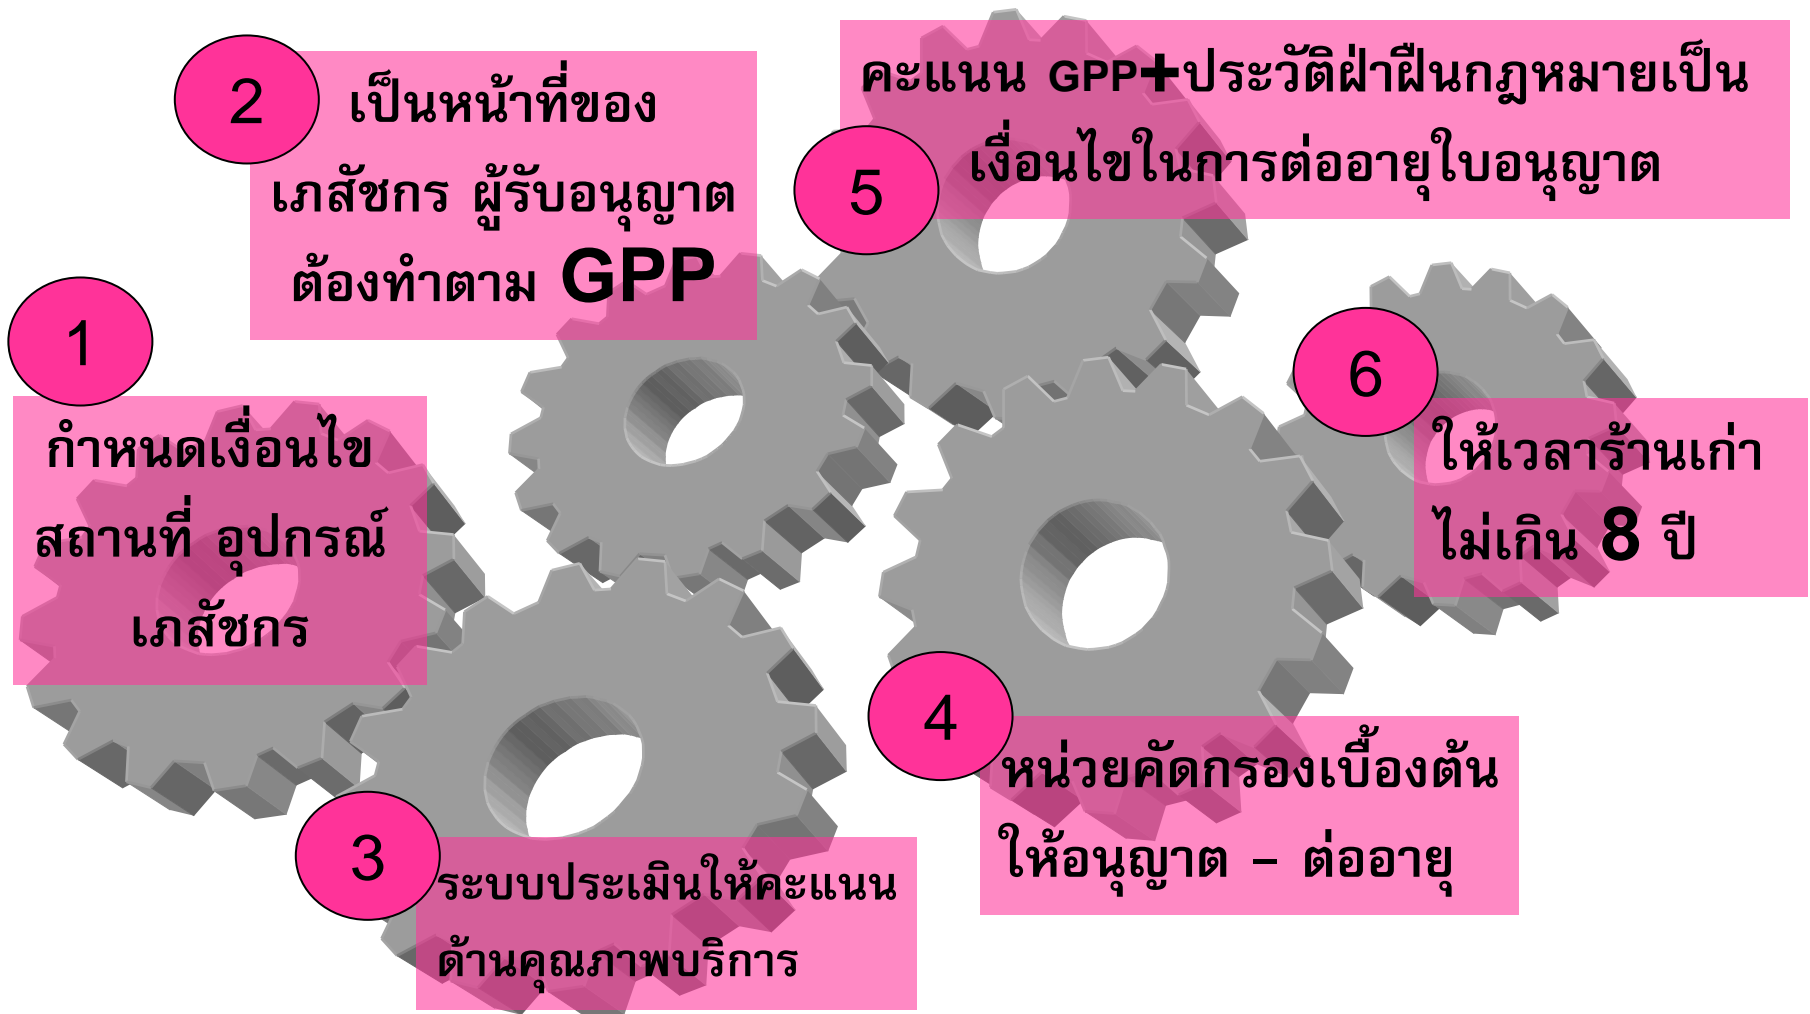 1
กำหนดเงื่อนไข
สถานที่ อุปกรณ์
เภสัชกร
2
เป็นหน้าที่ของ
เภสัชกร ผู้รับอนุญาต
ต้องทำตาม GPP
3
ระบบประเมินให้คะแนน
ด้านคุณภาพบริการ
4
หน่วยคัดกรองเบื้องต้น
ให้อนุญาต – ต่ออายุ
5
คะแนน GPP+ประวัติฝ่าฝืนกฎหมายเป็น
เงื่อนไขในการต่ออายุใบอนุญาต
6
ให้เวลาร้านเก่า
ไม่เกิน 8 ปี